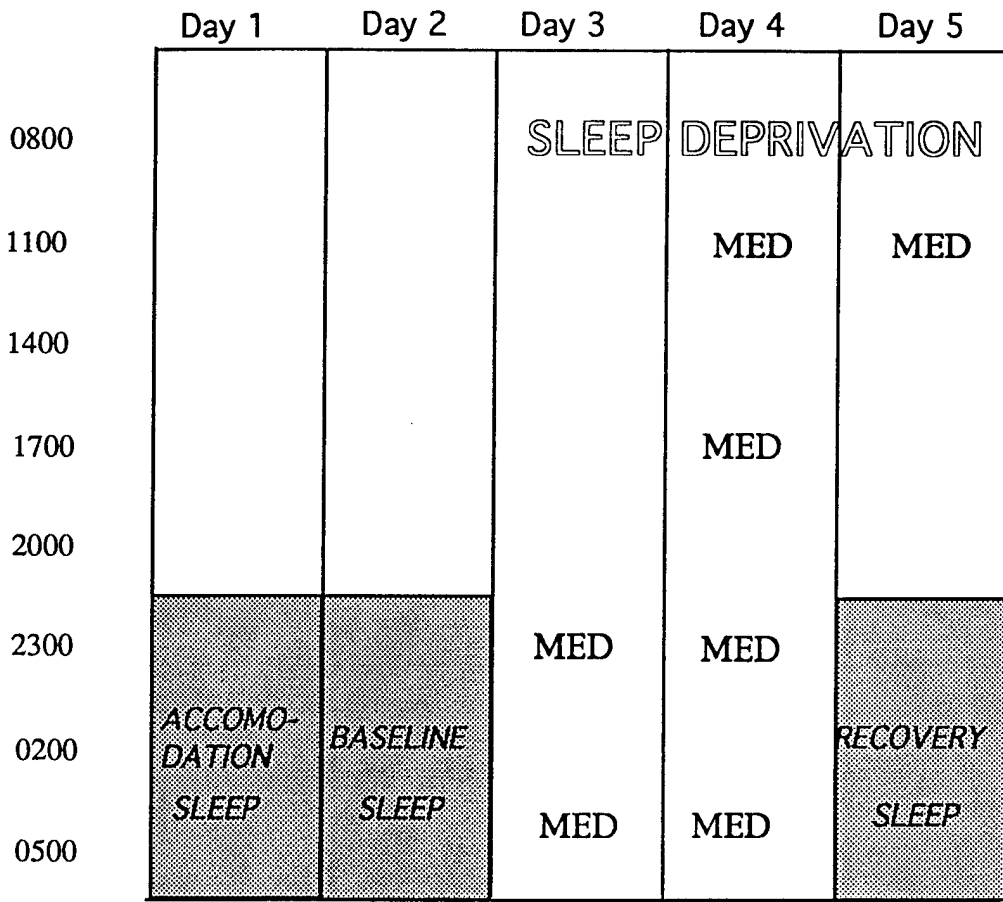 Day 1 Day 2 Day 3 Day 4 Day 5
0800 SLEEP DEPRIVATION
1100 MED MED
1400
1700 MED
2000
2300 MED MED
ACCOMO-
DATION
SLEEP
BASELINE
SLEEP
RECOVERY
SLEEP
0200
MED MED
0500